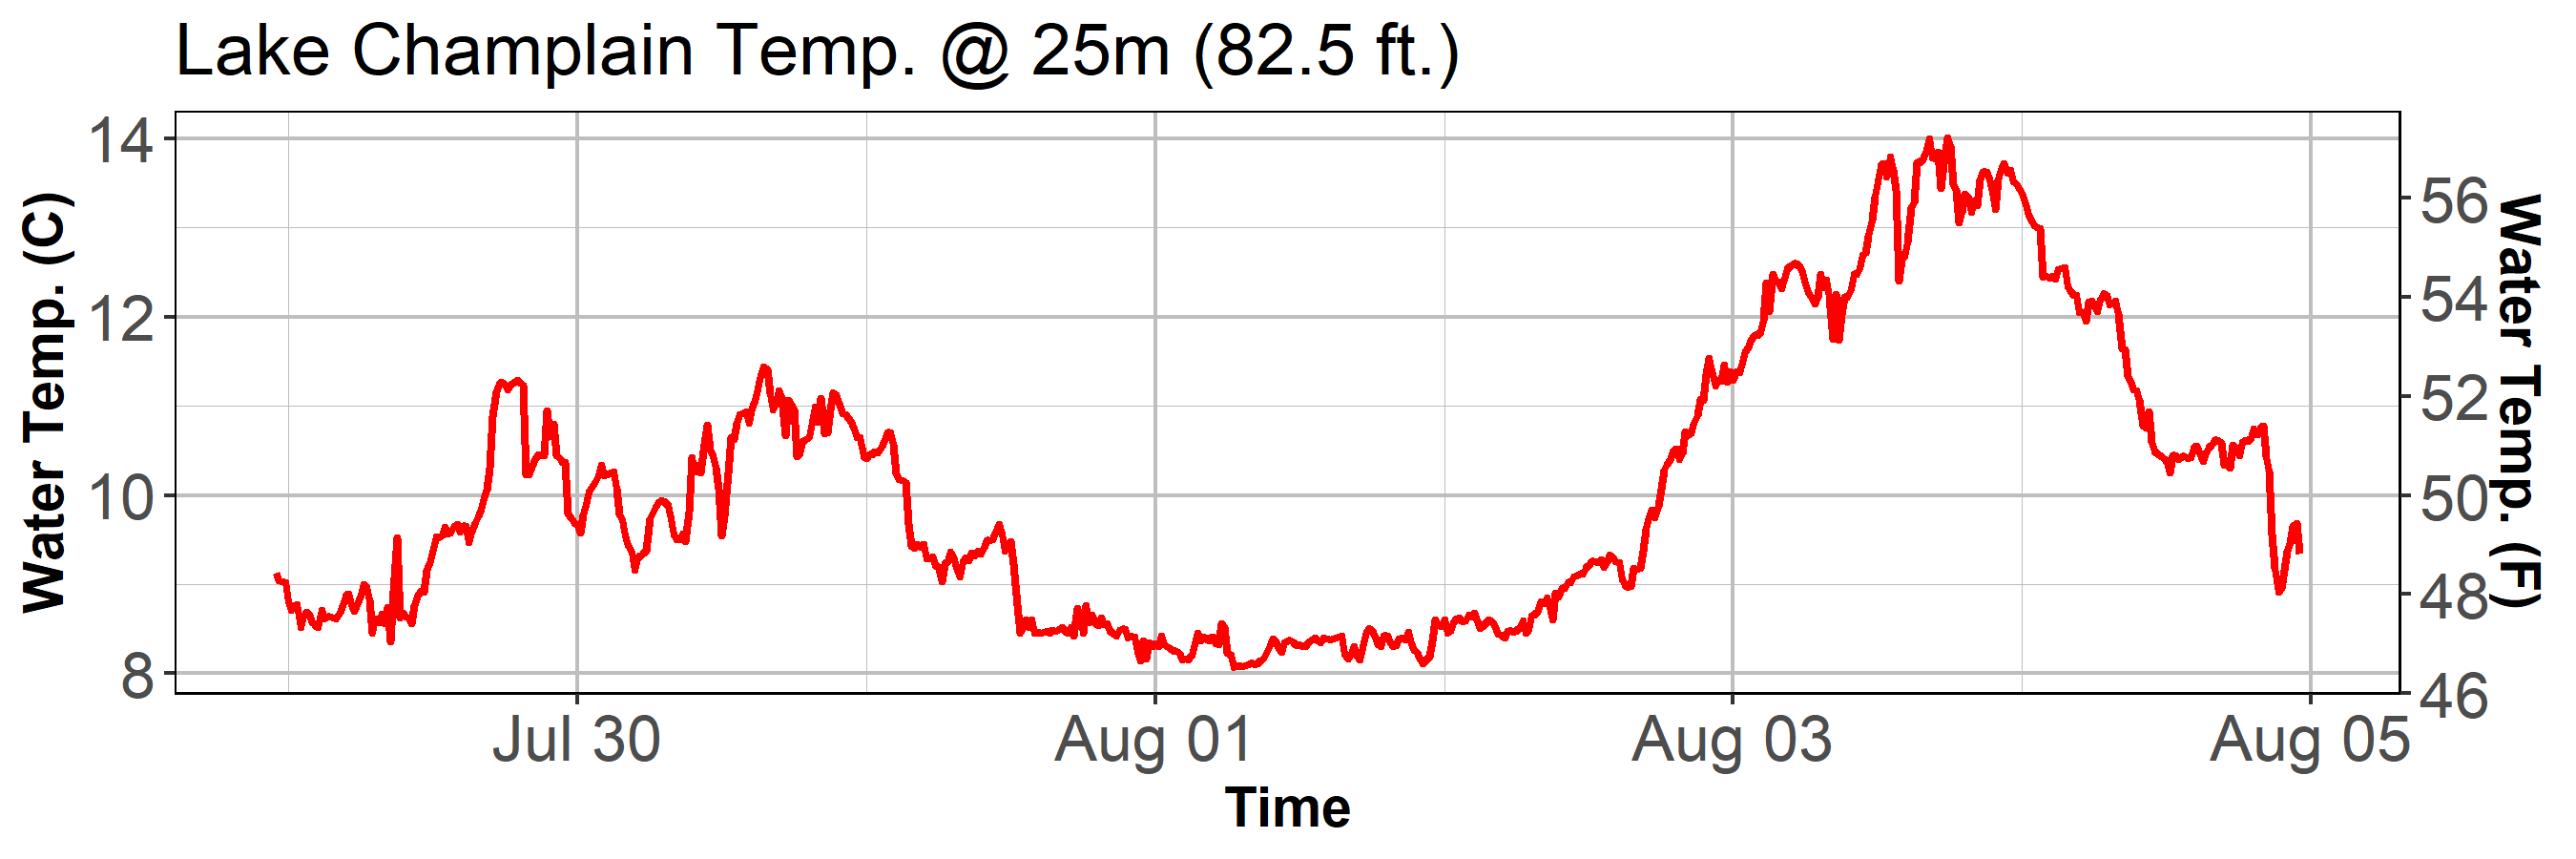 Lake Champlain Temp. @ 25m (82.5 ft.)
Water Temp. (C)
14
12
10
8
56
54
52
50
48
46
Water Temp. (F)
Jul 30
Aug 01
Aug 03
Aug 05
Time